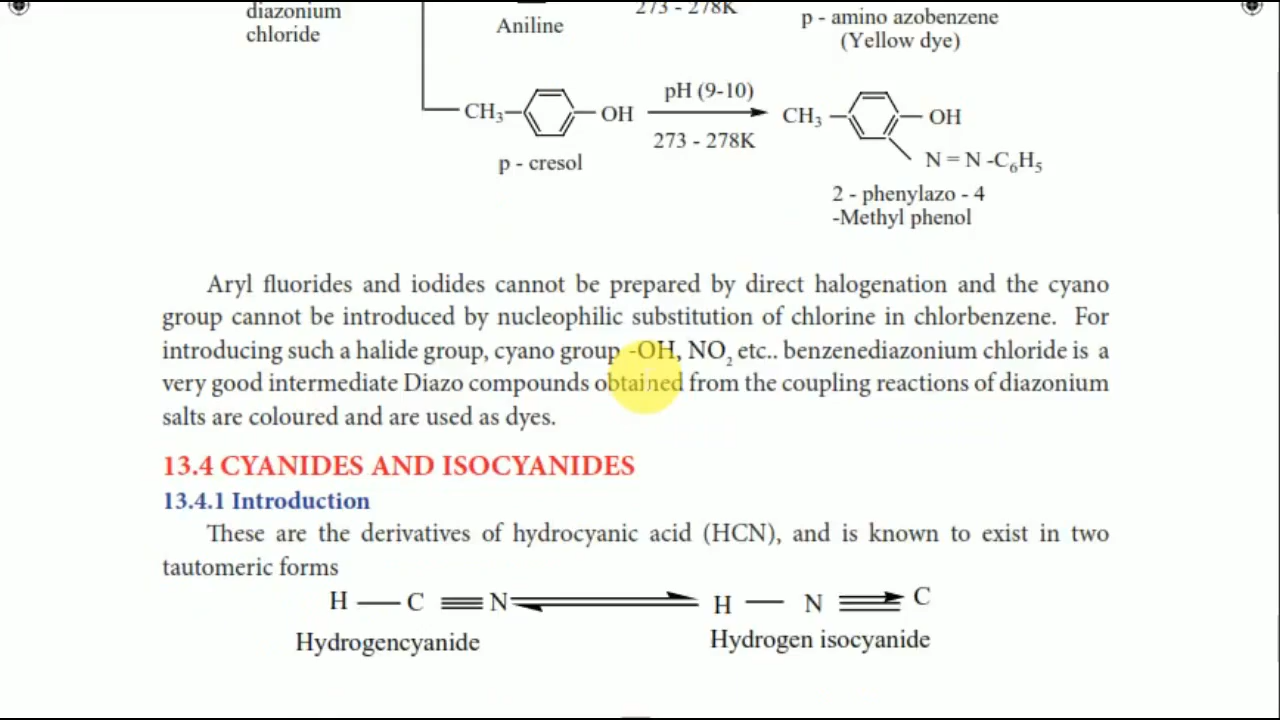 diazonium
chloride
Aniline
273 - 278K
p - amino azobenzene
(Yellow dye)
CH3 OH
pH (9-10)
273 - 278K
p - cresol
CH3 OH
N = N -C6H5
2 - phenylazo - 4
-Methyl phenol
Aryl fluorides and iodides cannot be prepared by direct halogenation and the cyano
group cannot be introduced by nucleophilic substitution of chlorine in chlorbenzene. For
introducing such a halide group, cyano group -OH, NO2 etc.. benzenediazonium chloride is a
very good intermediate Diazo compounds obtained from the coupling reactions of diazonium
salts are coloured and are used as dyes.
13.4 CYANIDES AND ISOCYANIDES
13.4.1 Introduction
These are the derivatives of hydrocyanic acid (HCN), and is known to exist in two
tautomeric forms
H — C ≡ N H — N ≡ C
Hydrogencyanide Hydrogen isocyanide